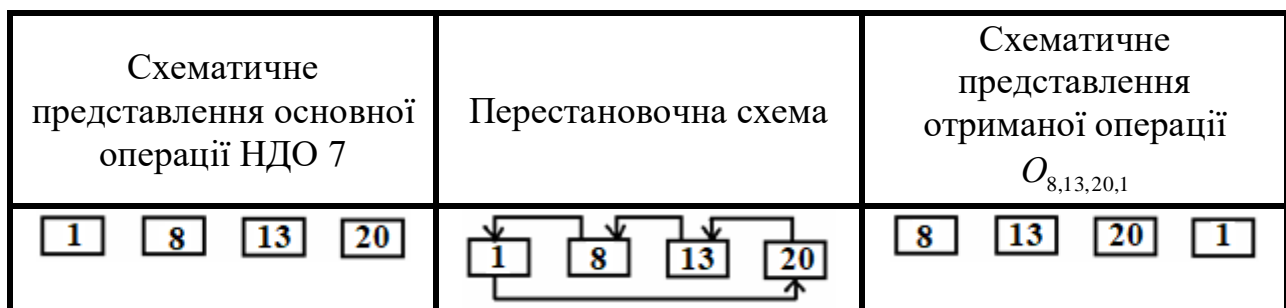 Схематичне
представлення основної
операції НДО 7
Перестановочна схема
Схематичне
представлення
отриманої операції
O8,13,20,1
1 8 13 20
1 8 13 20
8 13 20 1